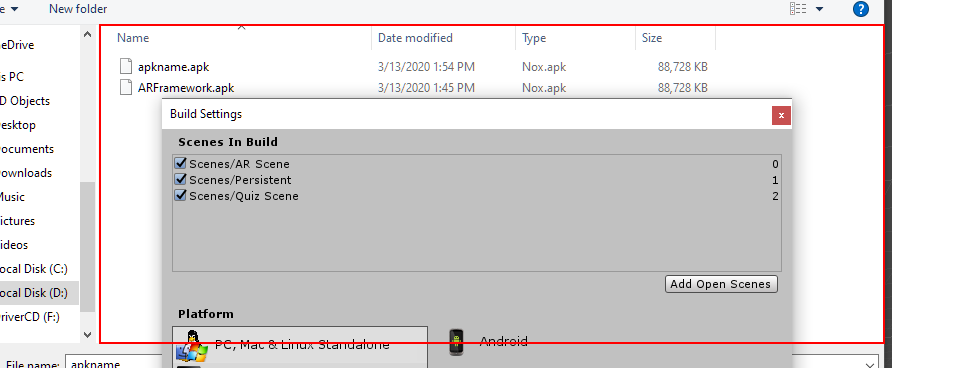 New folder
Name Date modified Type Size
eDrive
is PC
D Objects
esktop
ocuments
ownloads
Music
ictures
ideos
ocal Disk (C:)
ocal Disk (D:)
riverCD (F:)
apkname.apk 3/13/2020 1:54 PM Nox.apk 88,728 KB
ARFramework.apk 3/13/2020 1:45 PM Nox.apk 88,728 KB
Build Settings x
Scenes In Build
Scenes/AR Scene 0
Scenes/Persistent 1
Scenes/Quiz Scene 2
Add Open Scenes
Platform
PC, Mac & Linux Standalone
Android
File name: apkname